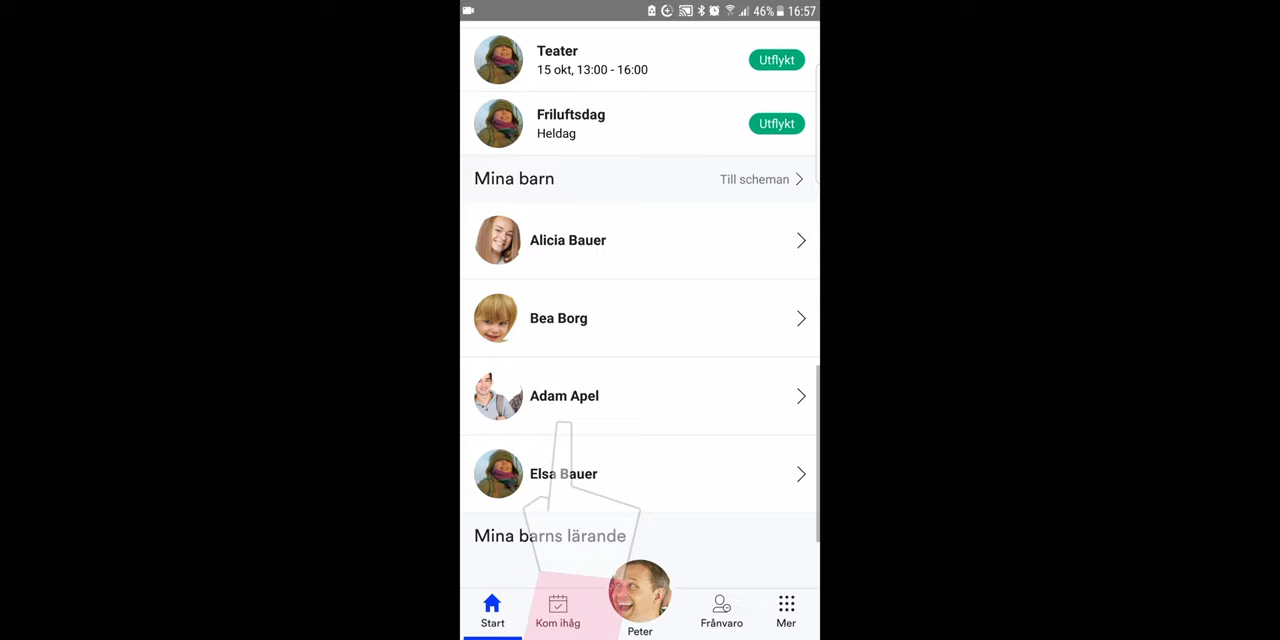 46% 16:57
Teater
15 okt, 13:00 - 16:00
Utflykt
Friluftsdag
Heldag
Utflykt
Mina barn
Till scheman
Alicia Bauer
Bea Borg
Adam Apel
Elsa Bauer
Mina barns lärande
Start
Kom ihåg
Peter
Frånvaro
Mer